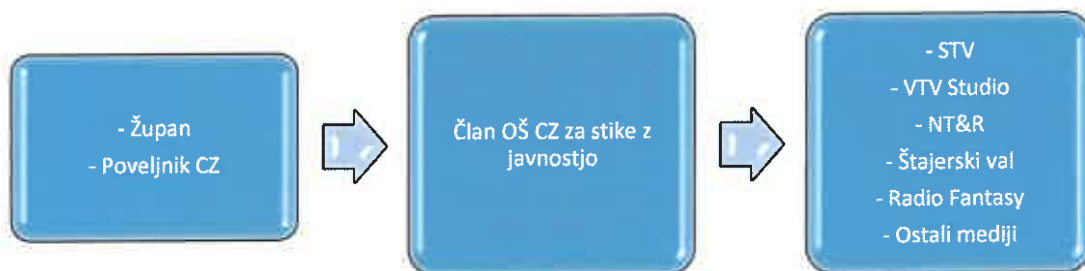 - Župan
- Poveljnik CZ
Član OŠ CZ za stike z
javnostjo
- STV
- VTV Studio
- NT&R
- Štajerski val
- Radio Fantasy
- Ostali mediji